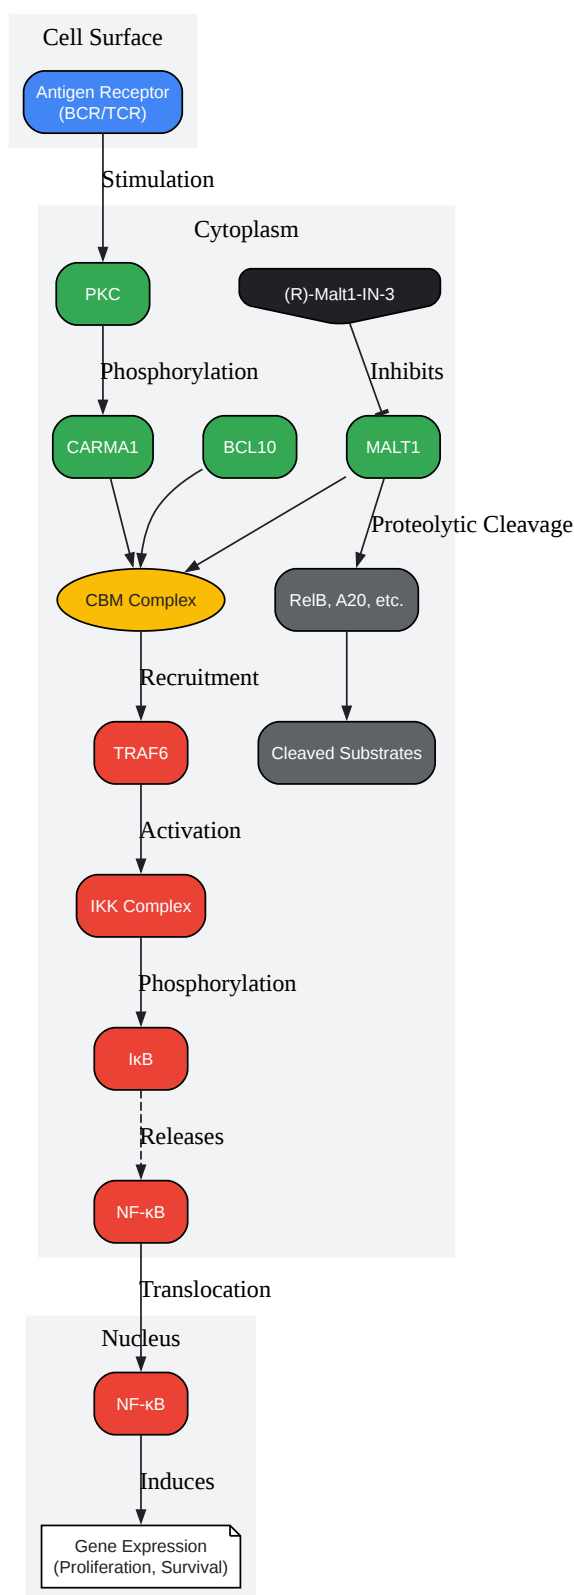 Cell Surface
Antigen Receptor
(BCR/TCR)
Stimulation
Cytoplasm
PKC
(R)-Malt1-IN-3
Phosphorylation
Inhibits
CARMA1
BCL10
MALT1
Proteolytic Cleavage
CBM Complex
RelB, A20, etc.
Recruitment
TRAF6
Cleaved Substrates
Activation
IKK Complex
Phosphorylation
IκB
Releases
NF-κB
Translocation
Nucleus
NF-κB
Induces
Gene Expression
(Proliferation, Survival)